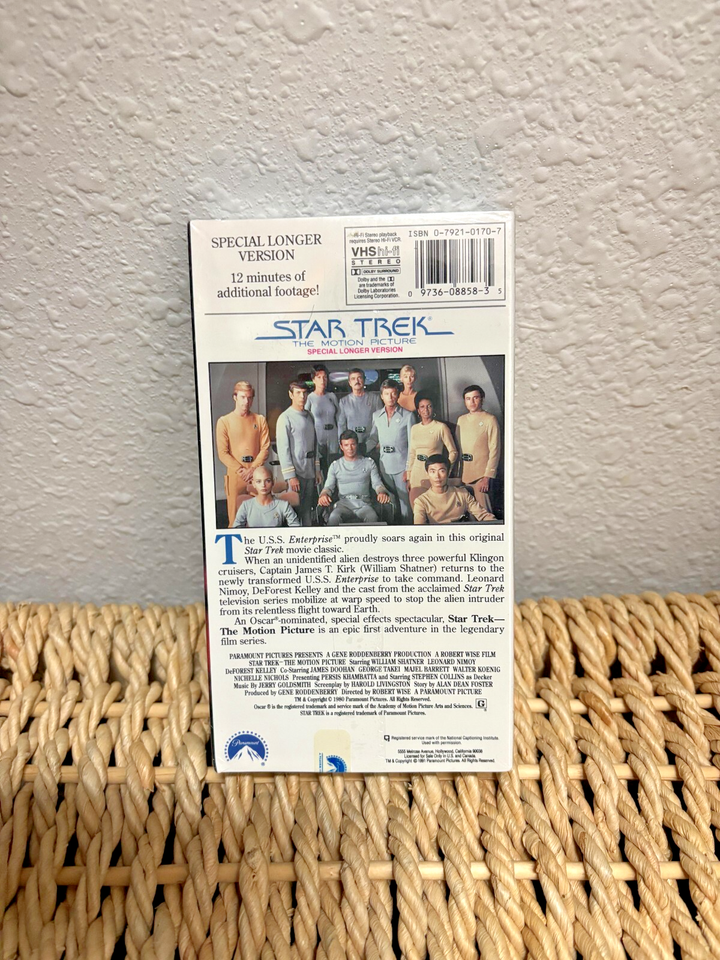 SPECIAL LONGER
VERSION
12 minutes of
additional footage!
Hi-Fi Stereo playback
requires Stereo Hi-Fi VCR
VHS hi-fi
STEREO
DOLBY SURROUND
Dolby and the
are trademarks of
Dolby Laboratories
Licensing Corporation.
ISBN 0-7921-0170-7
0 9736-08858-3 5
STAR TREK®
THE MOTION PICTURE
SPECIAL LONGER VERSION
The U.S.S. Enterprise™ proudly soars again in this original
Star Trek movie classic.
When an unidentified alien destroys three powerful Klingon
cruisers, Captain James T. Kirk (William Shatner) returns to the
newly transformed U.S.S. Enterprise to take command. Leonard
Nimoy, DeForest Kelley and the cast from the acclaimed Star Trek
television series mobilize at warp speed to stop the alien intruder
from its relentless flight toward Earth.
An Oscar®-nominated, special effects spectacular, Star Trek—
The Motion Picture is an epic first adventure in the legendary
film series.
PARAMOUNT PICTURES PRESENTS A GENE RODDENBERRY PRODUCTION A ROBERT WISE FILM
STAR TREK—THE MOTION PICTURE Starring WILLIAM SHATNER LEONARD NIMOY
DeFOREST KELLEY Co-Starring JAMES DOOHAN GEORGE TAKEI MAJEL BARRETT WALTER KOENIG
NICHELLE NICHOLS Presenting PERSIS KHAMBATTA and Starring STEPHEN COLLINS as Decker
Music By JERRY GOLDSMITH Screenplay by HAROLD LIVINGSTON Story by ALAN DEAN FOSTER
Produced by GENE RODDENBERRY Directed by ROBERT WISE A PARAMOUNT PICTURE
TM & Copyright © 1980 Paramount Pictures. All Rights Reserved.
Oscar ® is the registered trademark and service mark of the Academy of Motion Picture Arts and Sciences.
G
STAR TREK is a registered trademark of Paramount Pictures.
Registered service mark of the National Captioning Institute.
Used with permission.
Paramount
5555 Melrose Avenue, Hollywood, California 90038
Licensed for Sale Only in U.S. and Canada.
TM & Copyright © 1991 Paramount Pictures. All Rights Reserved.